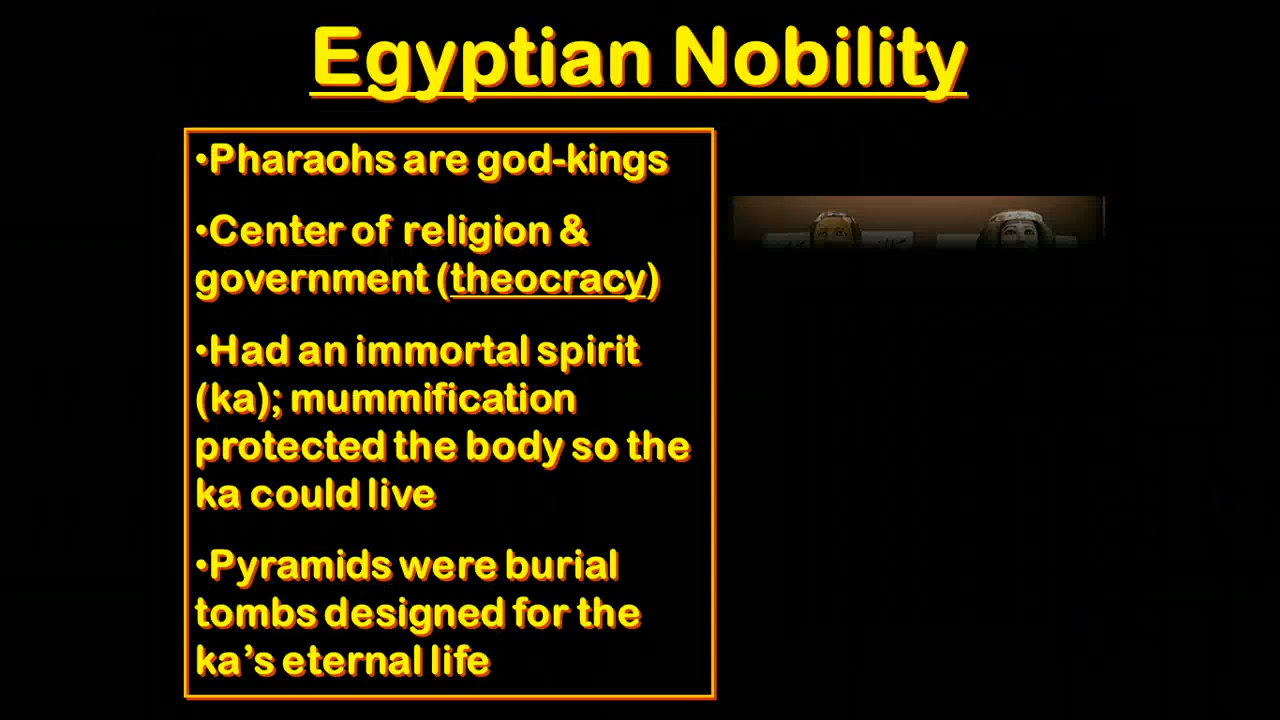 Egyptian Nobility
•Pharaohs are god-kings
•Center of religion &
government (theocracy)
•Had an immortal spirit
(ka); mummification
protected the body so the
ka could live
•Pyramids were burial
tombs designed for the
ka’s eternal life